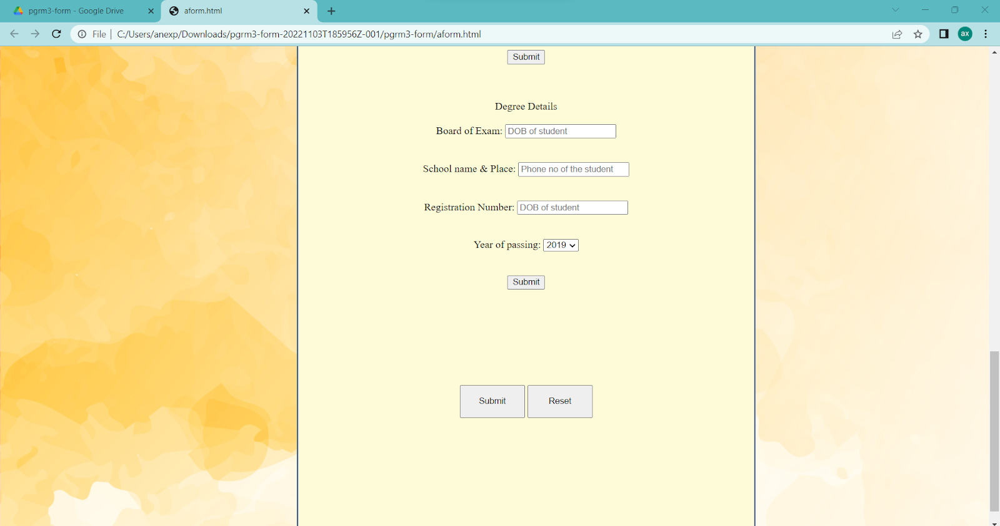 pgrm3-form - Google Drive
aform.html
File | C:/Users/anexp/Downloads/pgrm3-form-20221103T185956Z-001/pgrm3-form/aform.html
ax
Submit
Degree Details
Board of Exam: DOB of student
School name & Place: Phone no of the student
Registration Number: DOB of student
Year of passing: 2019
Submit
Submit Reset